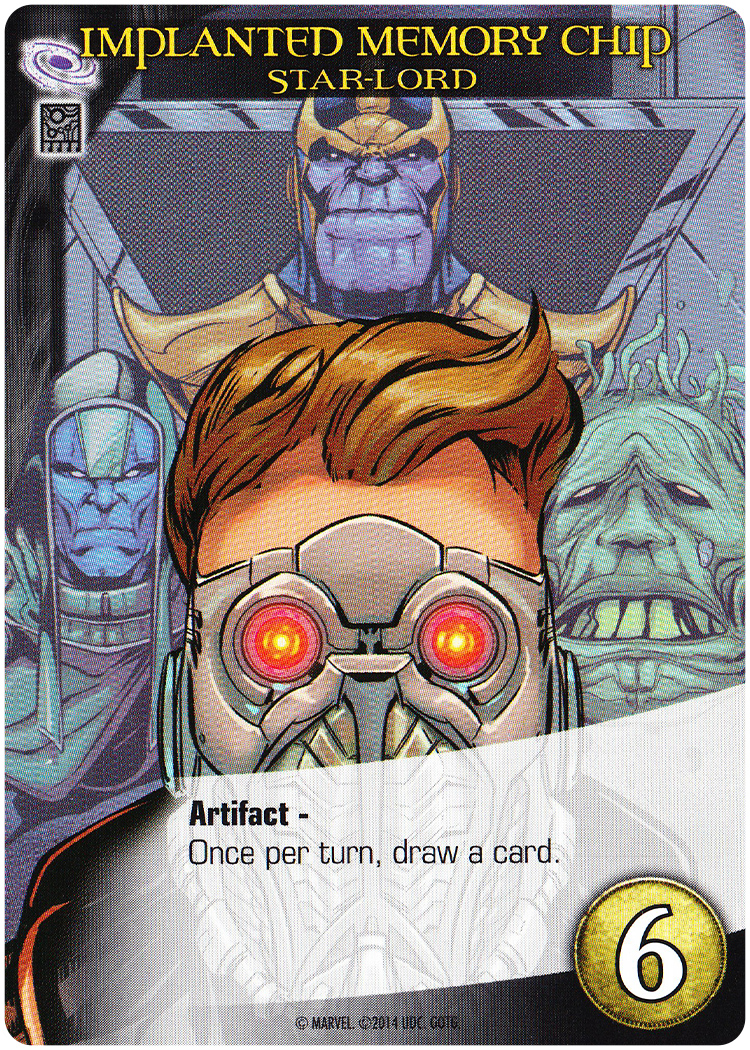 IMPLANTED MEMORY CHIP
STAR-LORD
Artifact -
Once per turn, draw a card.
6
© MARVEL. ©2014 UDC. GOTG